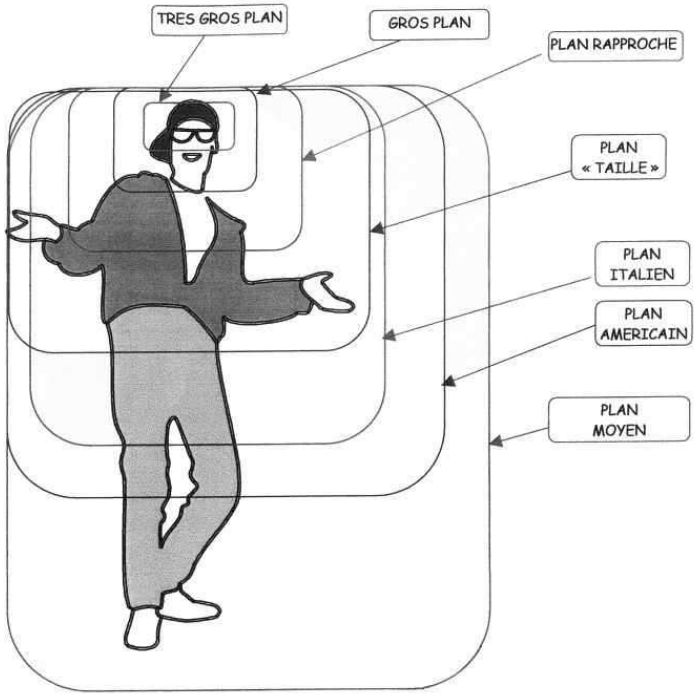 TRES GROS PLAN
GROS PLAN
PLAN RAPPROCHE
PLAN
« TAILLE »
PLAN
ITALIEN
PLAN
AMERICAIN
PLAN
MOYEN